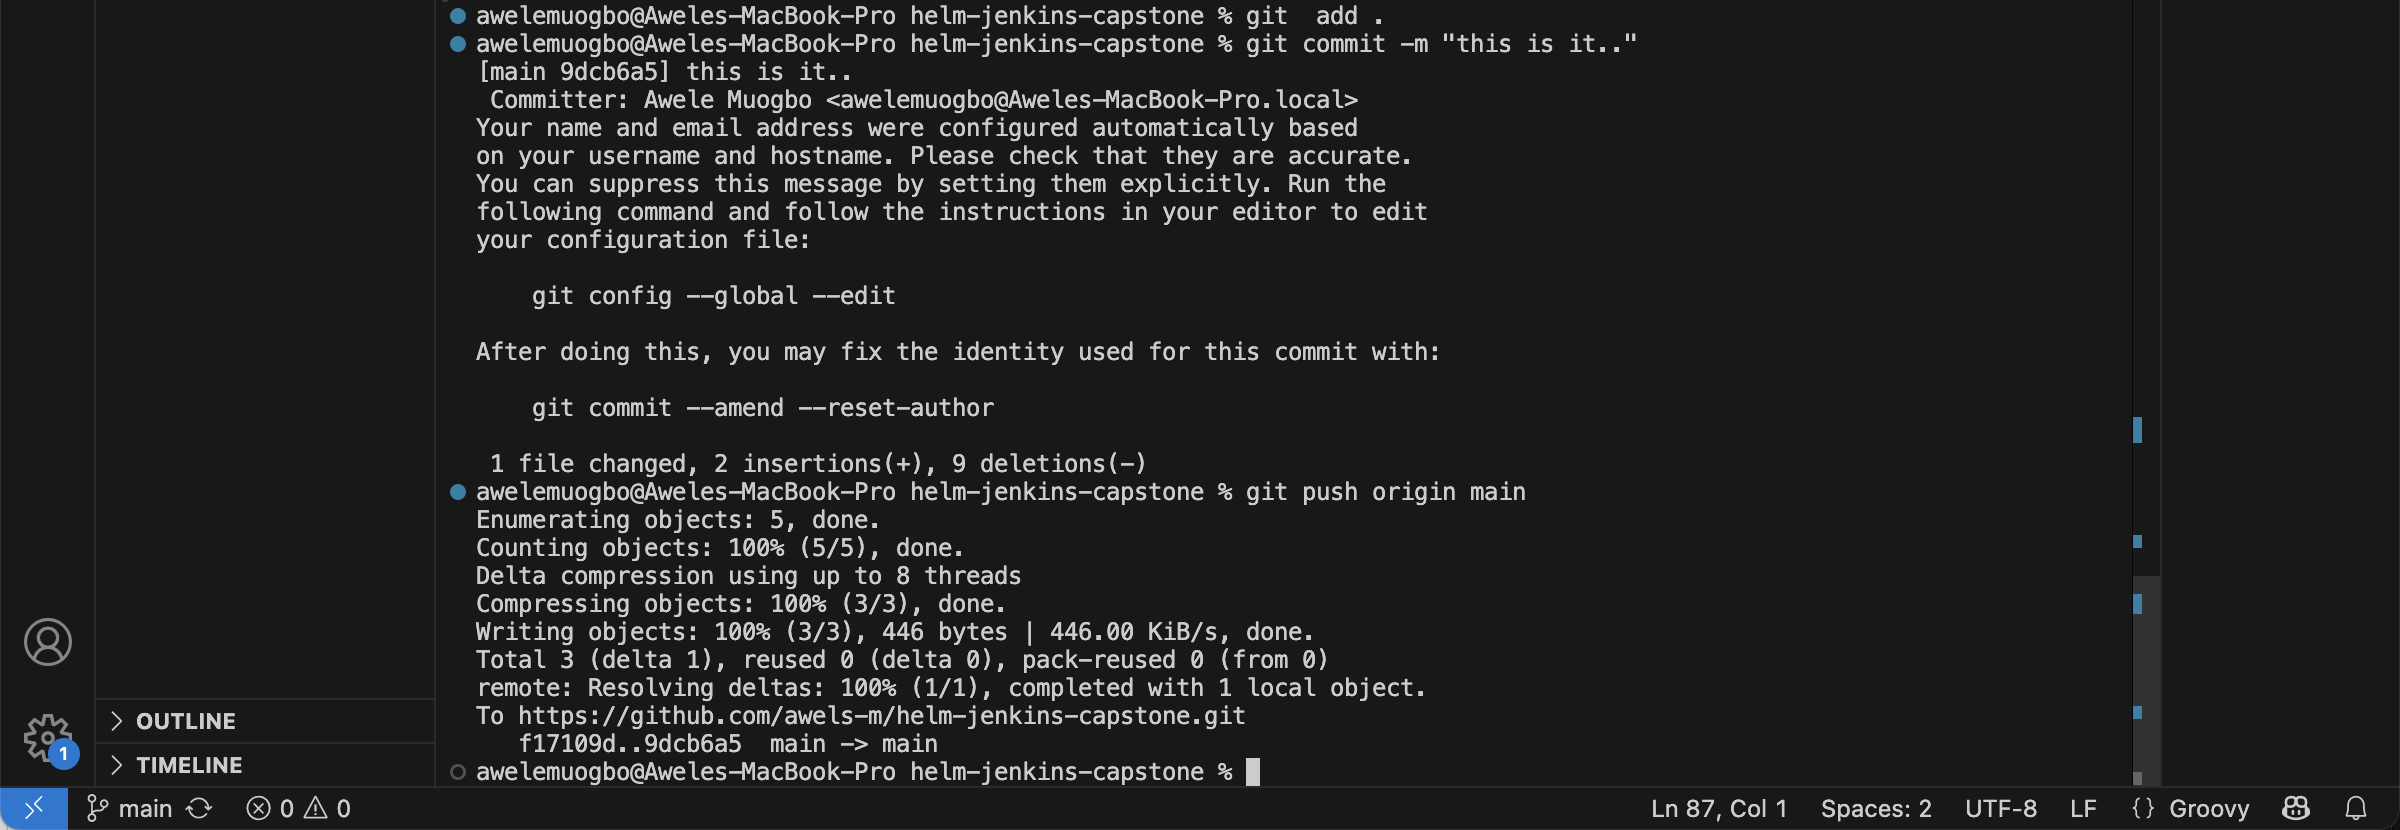 awelemuogbo@Aweles-MacBook-Pro helm-jenkins-capstone % git  add .
awelemuogbo@Aweles-MacBook-Pro helm-jenkins-capstone % git commit -m "this is it.."
[main 9dcb6a5] this is it..
 Committer: Awele Muogbo <awelemuogbo@Aweles-MacBook-Pro.local>
Your name and email address were configured automatically based
on your username and hostname. Please check that they are accurate.
You can suppress this message by setting them explicitly. Run the
following command and follow the instructions in your editor to edit
your configuration file:
    git config --global --edit
After doing this, you may fix the identity used for this commit with:
    git commit --amend --reset-author
 1 file changed, 2 insertions(+), 9 deletions(-)
awelemuogbo@Aweles-MacBook-Pro helm-jenkins-capstone % git push origin main
Enumerating objects: 5, done.
Counting objects: 100% (5/5), done.
Delta compression using up to 8 threads
Compressing objects: 100% (3/3), done.
Writing objects: 100% (3/3), 446 bytes | 446.00 KiB/s, done.
Total 3 (delta 1), reused 0 (delta 0), pack-reused 0 (from 0)
remote: Resolving deltas: 100% (1/1), completed with 1 local object.
To https://github.com/awels-m/helm-jenkins-capstone.git
   f17109d..9dcb6a5  main -> main
awelemuogbo@Aweles-MacBook-Pro helm-jenkins-capstone %
OUTLINE
TIMELINE
1
main 0 0 Ln 87, Col 1 Spaces: 2 UTF-8 LF {} Groovy